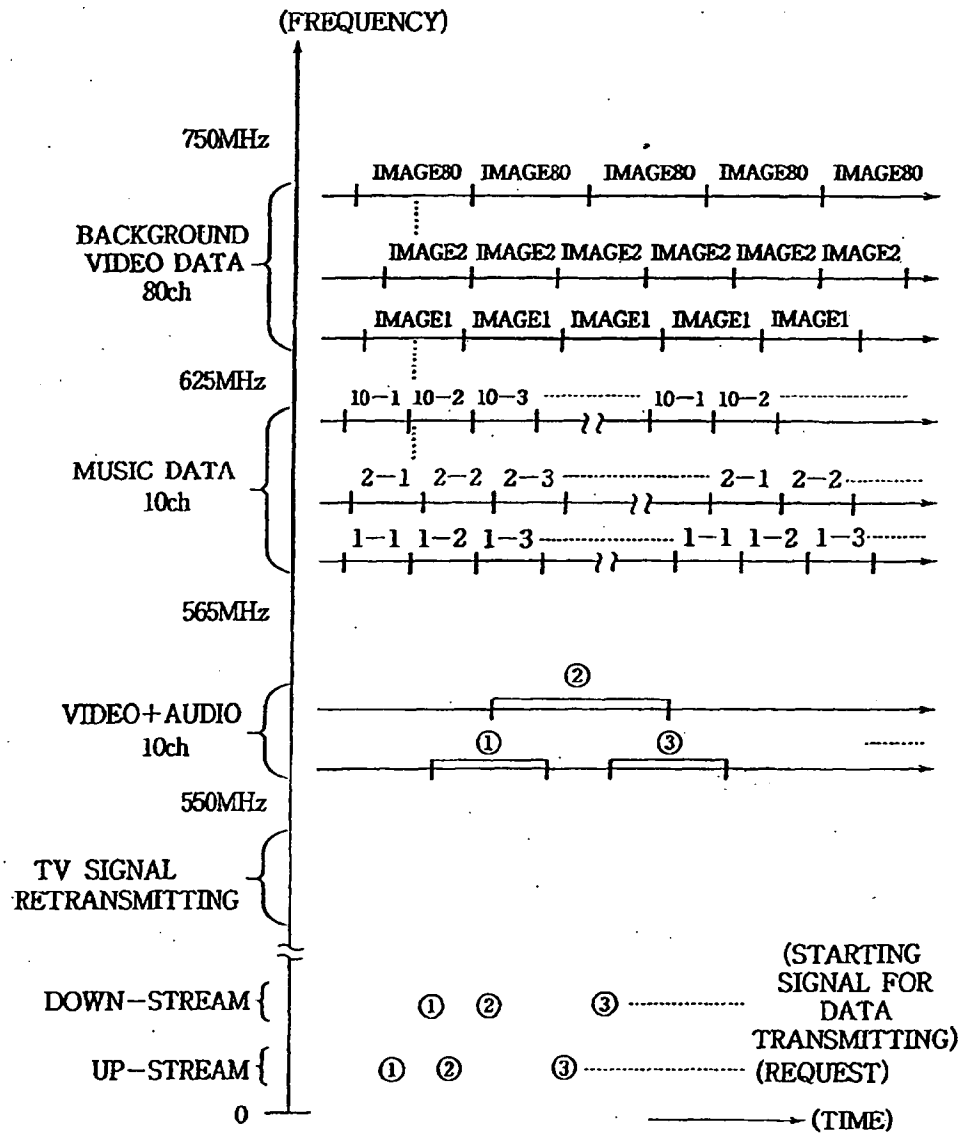 (FREQUENCY)
750MHz
IMAGE80 IMAGE80 IMAGE80 IMAGE80 IMAGE80
BACKGROUND
VIDEO DATA
80ch
IMAGE2 IMAGE2 IMAGE2 IMAGE2 IMAGE2 IMAGE2
IMAGE1 IMAGE1 IMAGE1 IMAGE1 IMAGE1
625MHz
10-1 10-2 10-3 10-1 10-2
MUSIC DATA
10ch
2-1 2-2 2-3 2-1 2-2
1-1 1-2 1-3 1-1 1-2 1-3
565MHz
②
VIDEO+AUDIO
10ch
① ③
550MHz
TV SIGNAL
RETRANSMITTING
DOWN-STREAM ① ② ③
(STARTING
SIGNAL FOR
DATA
TRANSMITTING)
UP-STREAM ① ② ③ (REQUEST)
0
(TIME)